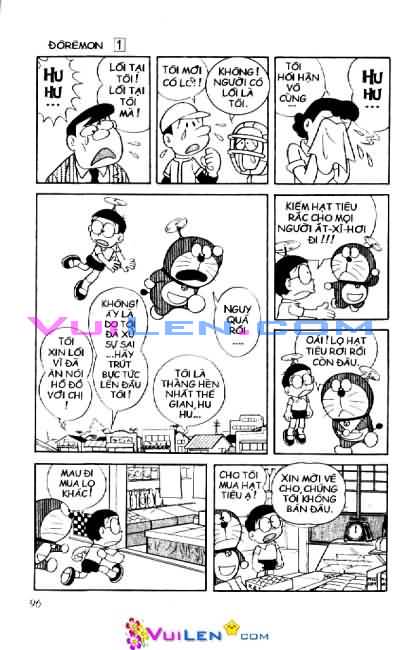 ĐÔRÊMON 1
HU
HU
...
LỖI TẠI
TÔI!
LỖI TẠI
TÔI
MÀ!
TÔI MỚI
CÓ LỖI!
KHÔNG!
NGƯỜI CÓ
LỖI LÀ
TÔI.
TÔI
HỐI HẬN
VÔ
CÙNG...
HU
HU
...
NGUY
QUÁ
RỒI
....
KHÔNG!
ẤY LÀ
DO TÔI
ĐÃ XỬ
SỰ SAI
...HÃY
TRÚT
BỰC TỨC
LÊN ĐẦU
TÔI!
TÔI
XIN LỖI
VÌ ĐÃ
ĂN NÓI
HỒ ĐỒ
VỚI CHỊ
!
TÔI LÀ
THẰNG HÈN
NHẤT THẾ
GIAN, HU
HU...
KIẾM HẠT TIÊU
RẮC CHO MỌI
NGƯỜI ẮT-XÌ-HƠI
ĐI!!!
OÁI! LỌ HẠT
TIÊU RƠI RỒI
CÒN ĐÂU.
MAU ĐI
MUA LỌ
KHÁC!
CHO TÔI
MUA HẠT
TIÊU Ạ!
XIN MỜI VỀ
CHO, CHÚNG
TÔI KHÔNG
BÁN ĐÂU.
96
VUILEN.COM
VUILEN.COM